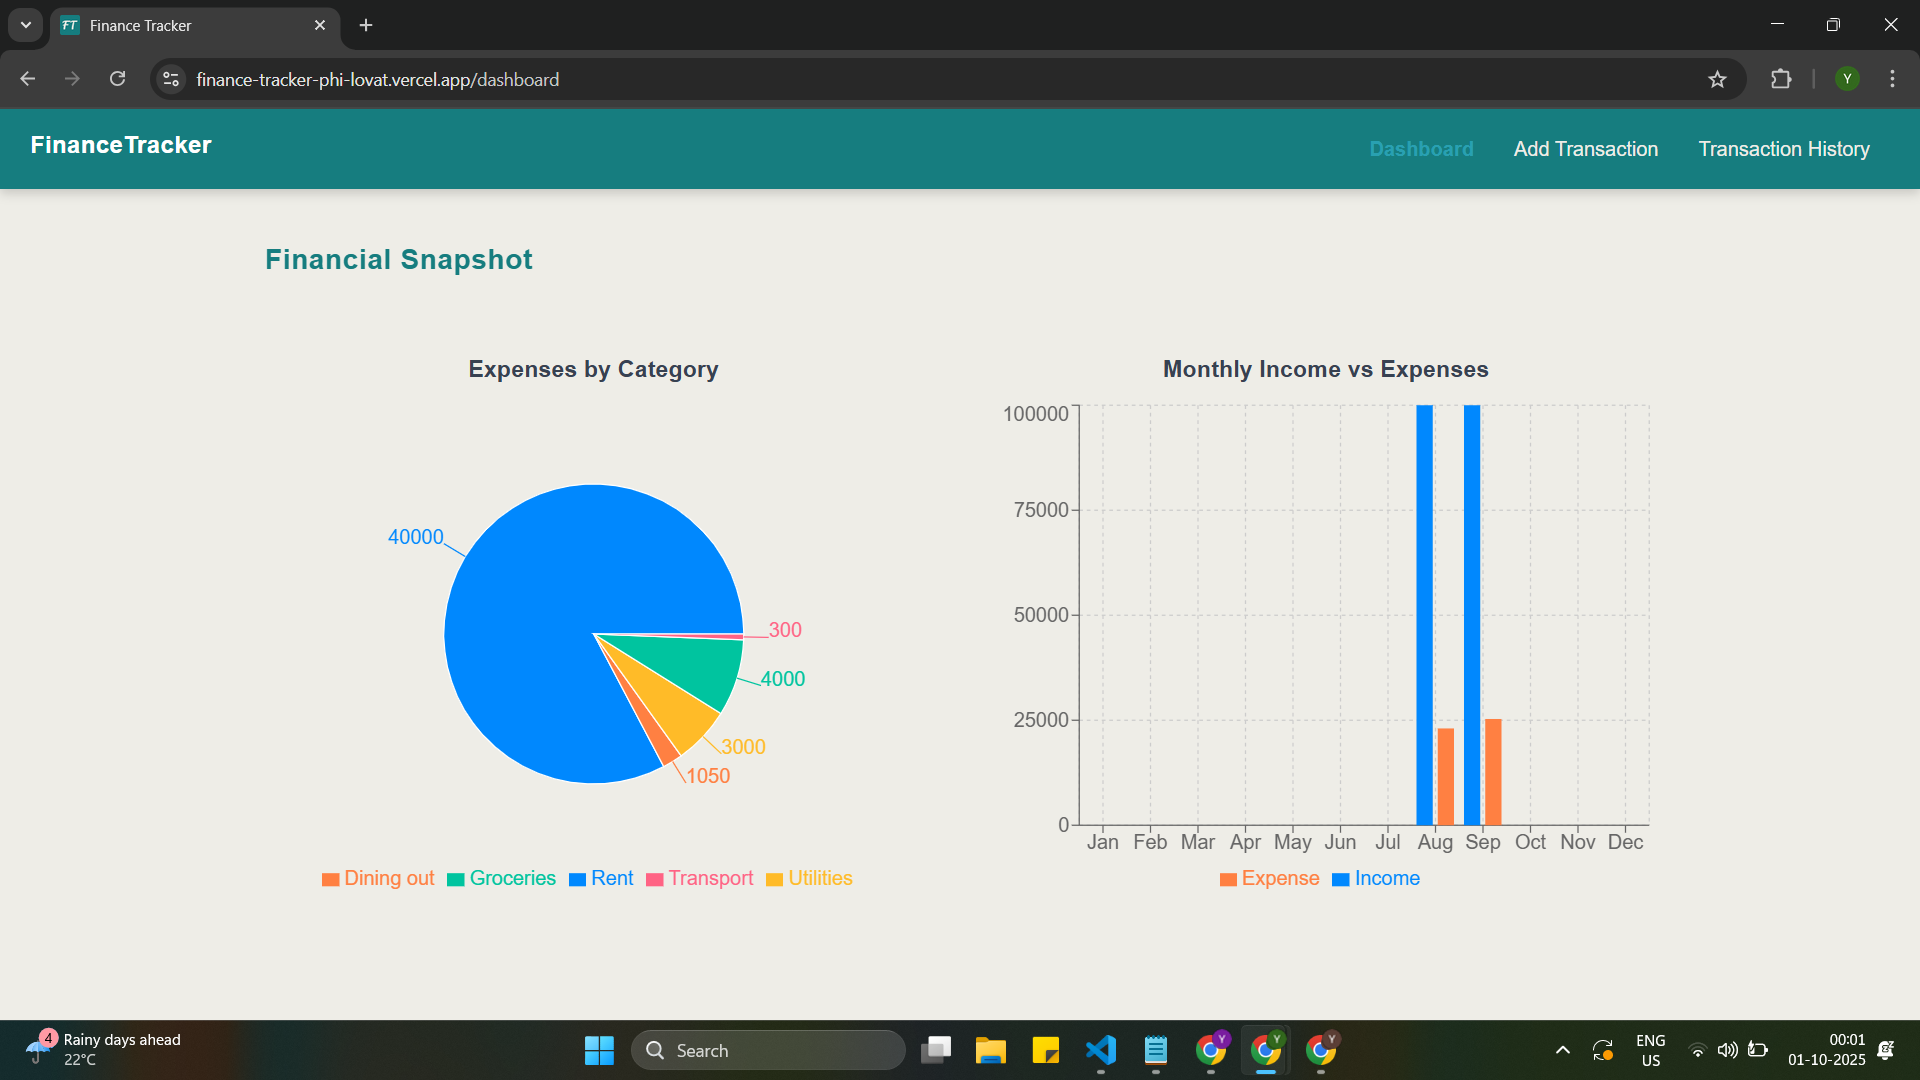 FT Finance Tracker
finance-tracker-phi-lovat.vercel.app/dashboard
Y
FinanceTracker
Dashboard Add Transaction Transaction History
Financial Snapshot
Expenses by Category
40000
300
4000
3000
1050
Dining out Groceries Rent Transport Utilities
Monthly Income vs Expenses
100000
75000
50000
25000
0
Jan Feb Mar Apr May Jun Jul Aug Sep Oct Nov Dec
Expense Income
4
Rainy days ahead
22°C
Search
Y
Y
Y
ENG
US
00:01
01-10-2025